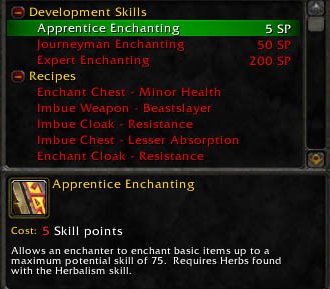 Development Skills
Apprentice Enchanting 5 SP
Journeyman Enchanting 50 SP
Expert Enchanting 200 SP
Recipes
Enchant Chest - Minor Health
Imbue Weapon - Beastslayer
Imbue Cloak - Resistance
Imbue Chest - Lesser Absorption
Enchant Cloak - Resistance
Apprentice Enchanting
Cost: 5 Skill points
Allows an enchanter to enchant basic items up to a
maximum potential skill of 75. Requires Herbs found
with the Herbalism skill.